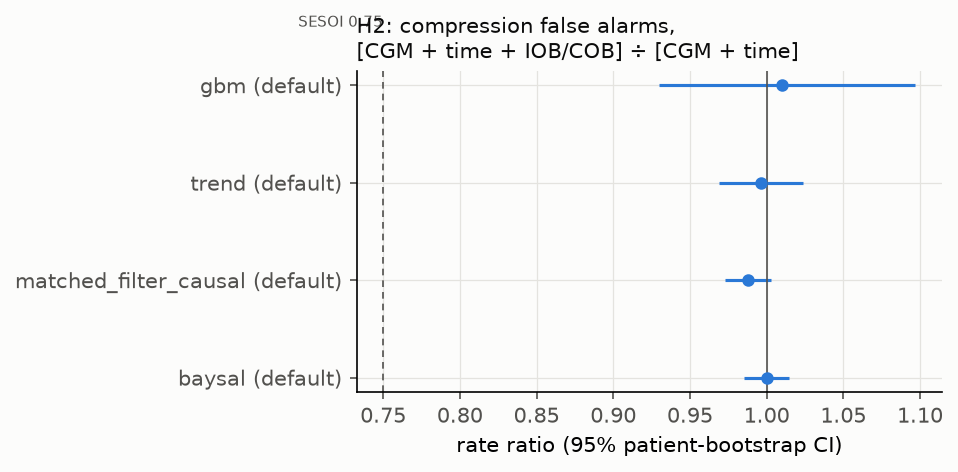 SESOI 0.75
H2: compression false alarms,
[CGM + time + IOB/COB] ÷ [CGM + time]
gbm (default)
trend (default)
matched_filter_causal (default)
baysal (default)
0.75 0.80 0.85 0.90 0.95 1.00 1.05 1.10
rate ratio (95% patient-bootstrap CI)